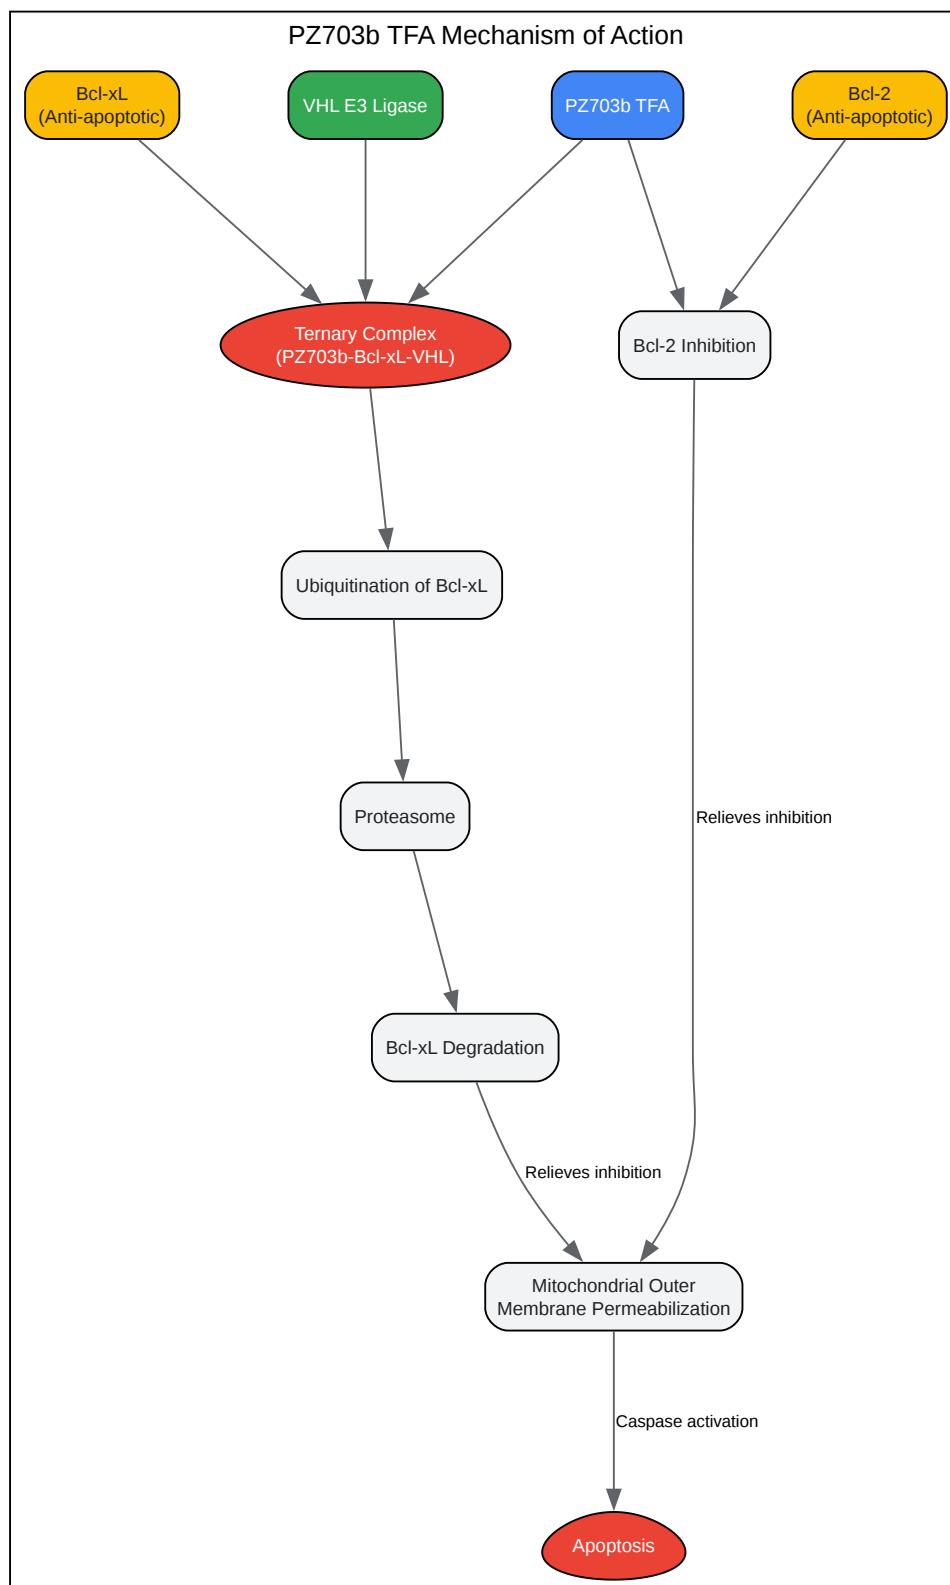 PZ703b TFA Mechanism of Action
Bcl-xL
(Anti-apoptotic)
VHL E3 Ligase
PZ703b TFA
Bcl-2
(Anti-apoptotic)
Ternary Complex
(PZ703b-Bcl-xL-VHL)
Bcl-2 Inhibition
Ubiquitination of Bcl-xL
Proteasome
Relieves inhibition
Bcl-xL Degradation
Relieves inhibition
Mitochondrial Outer
Membrane Permeabilization
Caspase activation
Apoptosis